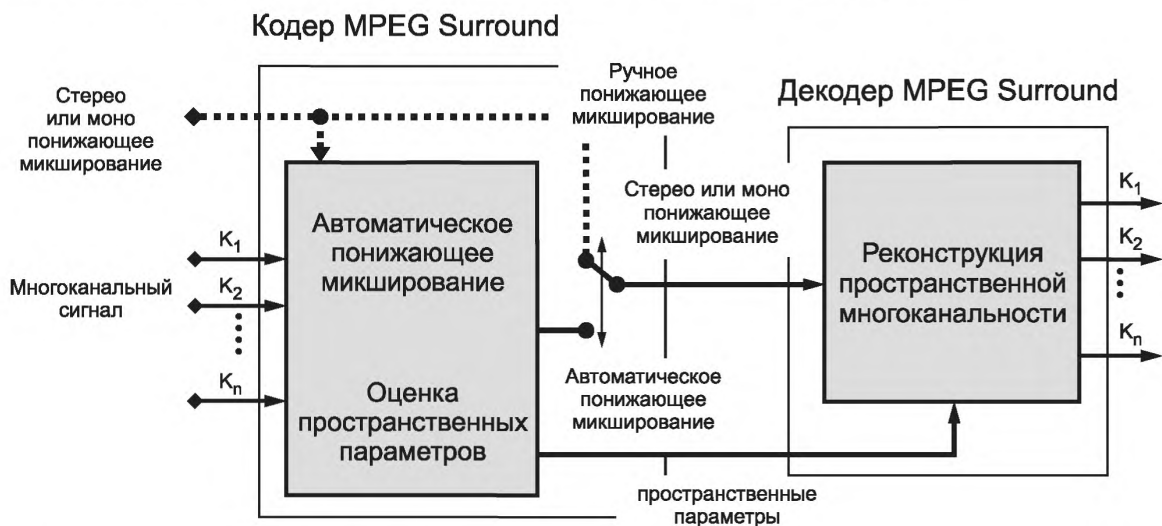 Кодер MPEG Surround
Стерео
или моно
понижающее
микширование
Ручное
понижающее
микширование
Декодер MPEG Surround
Автоматическое
понижающее
микширование
Стерео или моно
понижающее
микширование
Многоканальный
сигнал
K1
K2
Kn
Оценка
пространственных
параметров
Автоматическое
понижающее
микширование
Реконструкция
пространственной
многоканальности
K1
K2
Kn
пространственные
параметры